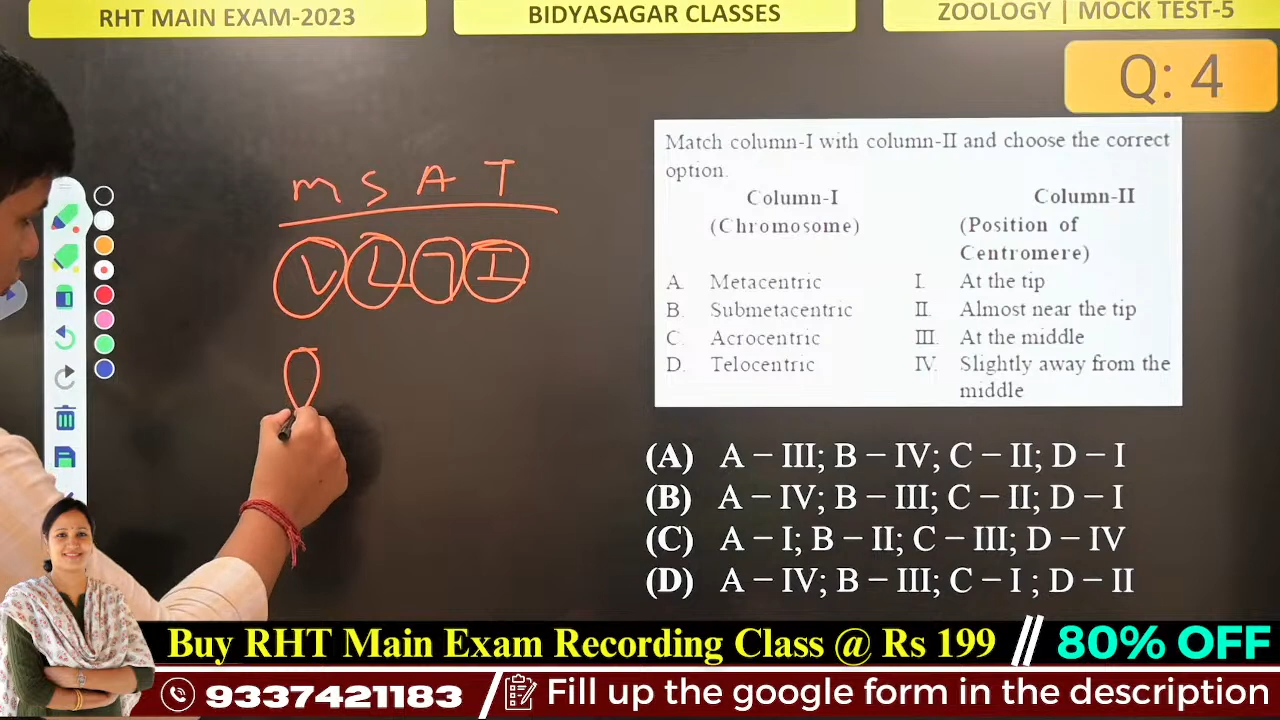 RHT MAIN EXAM-2023
BIDYASAGAR CLASSES
ZOOLOGY | MOCK TEST-5
Q: 4
M S A T
V L 7 I
Match column-I with column-II and choose the correct
option.
Column-I Column-II
(Chromosome) (Position of
Centromere)
A. Metacentric I. At the tip
B. Submetacentric II. Almost near the tip
C. Acrocentric III. At the middle
D. Telocentric IV. Slightly away from the
middle
(A) A – III; B – IV; C – II; D – I
(B) A – IV; B – III; C – II; D – I
(C) A – I; B – II; C – III; D – IV
(D) A – IV; B – III; C – I ; D – II
Buy RHT Main Exam Recording Class @ Rs 199 // 80% OFF
9337421183 / Fill up the google form in the description